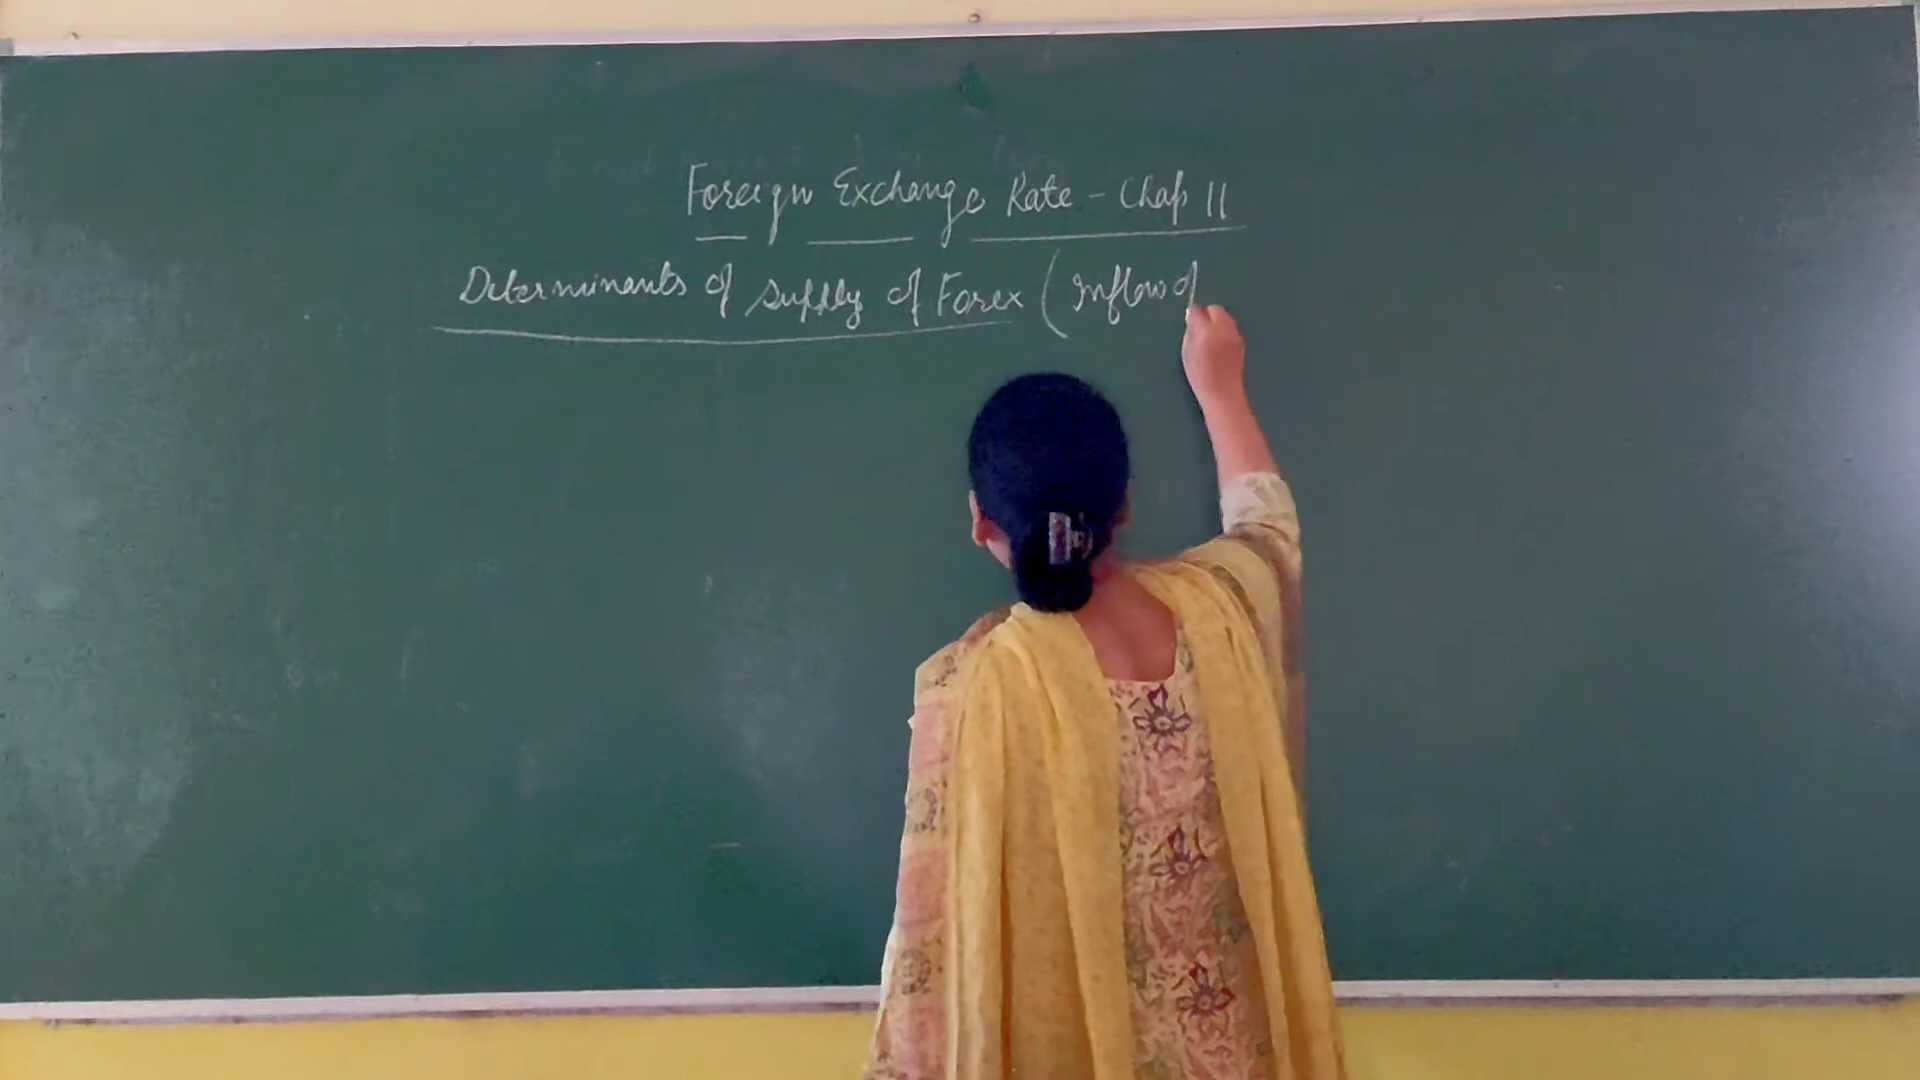 Foreign Exchange Rate - Chap 11
Determinants of supply of Forex (Inflow of